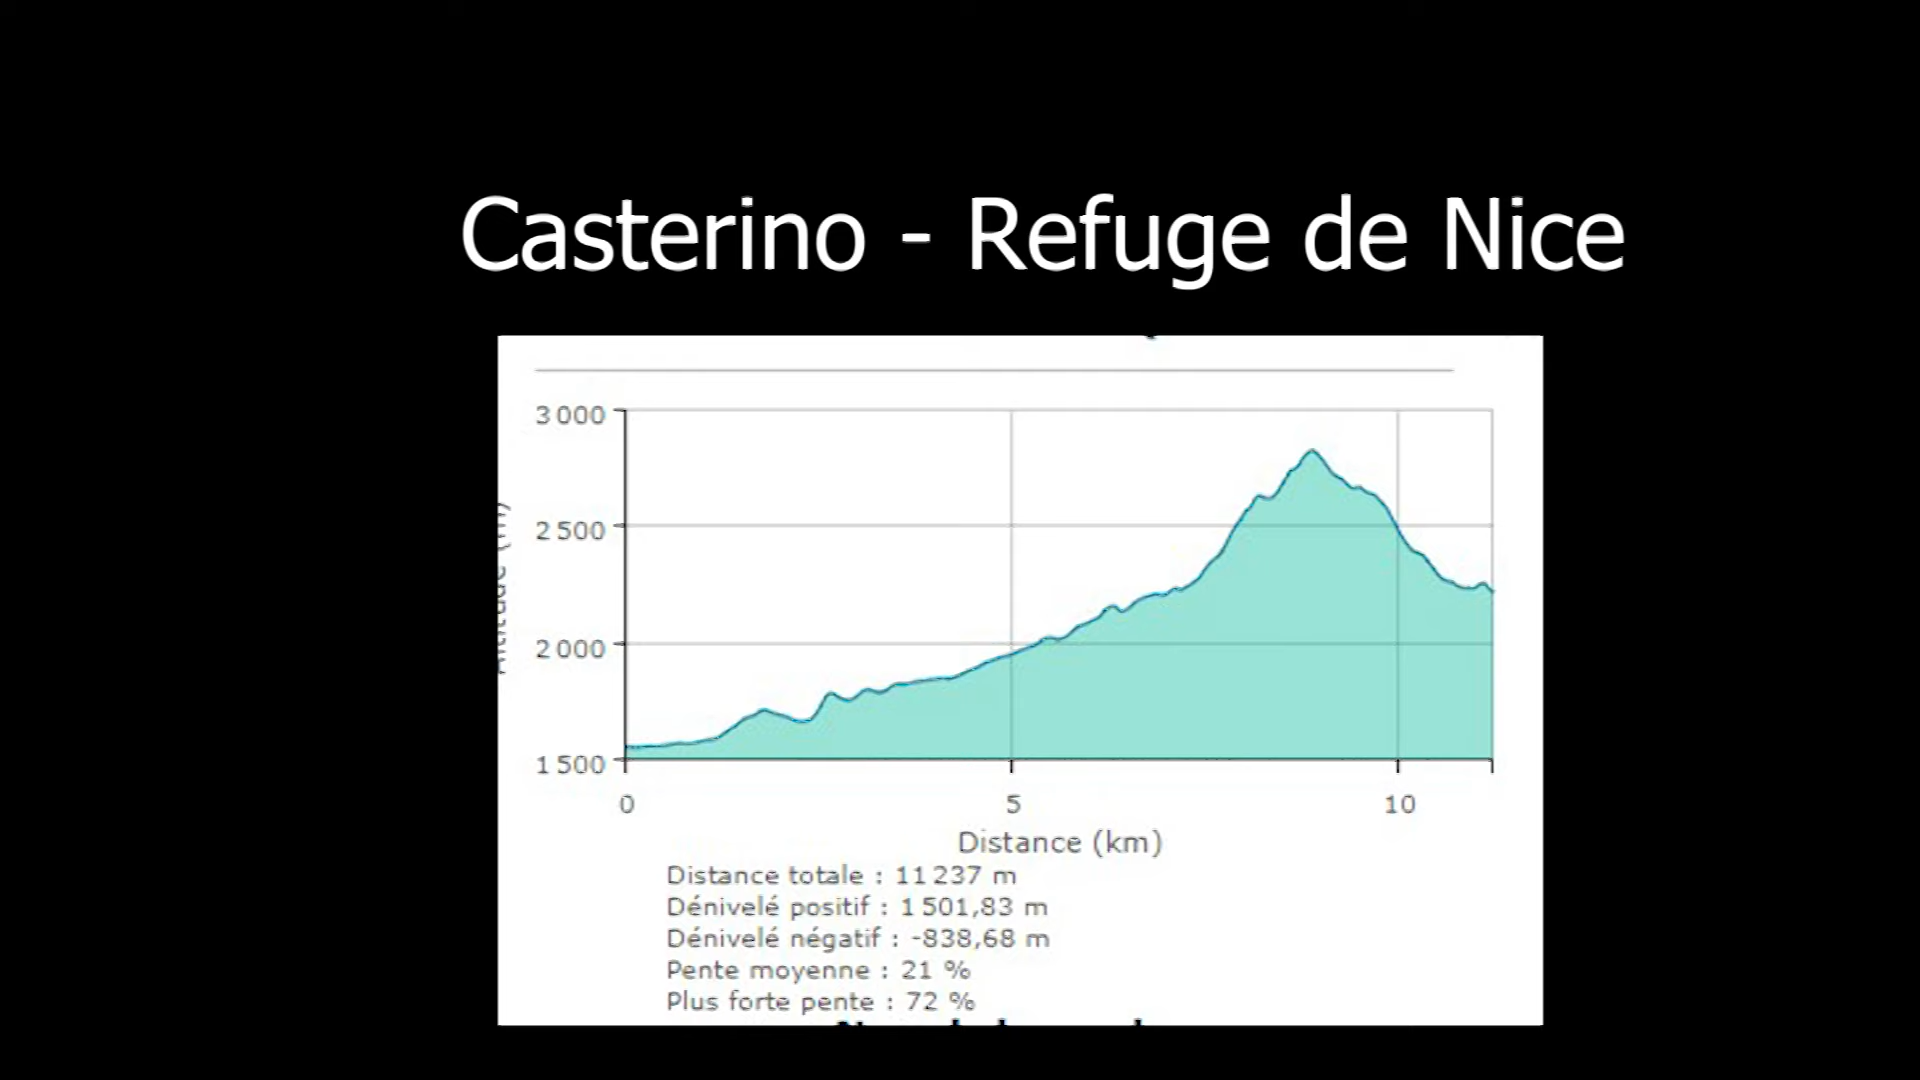 Casterino - Refuge de Nice
3 000
2 500
2 000
1 500
Altitude (m)
0 5 10
Distance (km)
Distance totale : 11 237 m
Dénivelé positif : 1 501,83 m
Dénivelé négatif : -838,68 m
Pente moyenne : 21 %
Plus forte pente : 72 %